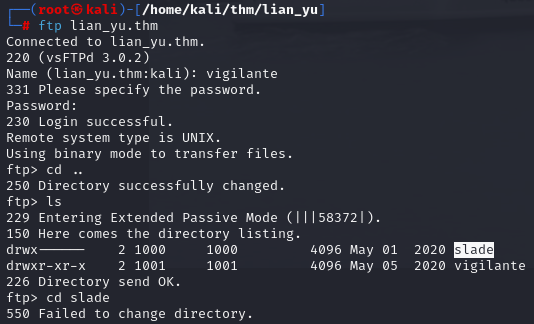 ┌──(root㉿kali)-[/home/kali/thm/lian_yu]
└─# ftp lian_yu.thm
Connected to lian_yu.thm.
220 (vsFTPd 3.0.2)
Name (lian_yu.thm:kali): vigilante
331 Please specify the password.
Password:
230 Login successful.
Remote system type is UNIX.
Using binary mode to transfer files.
ftp> cd ..
250 Directory successfully changed.
ftp> ls
229 Entering Extended Passive Mode (|||58372|).
150 Here comes the directory listing.
drwx------    2 1000     1000         4096 May 01  2020 slade
drwxr-xr-x    2 1001     1001         4096 May 05  2020 vigilante
226 Directory send OK.
ftp> cd slade
550 Failed to change directory.